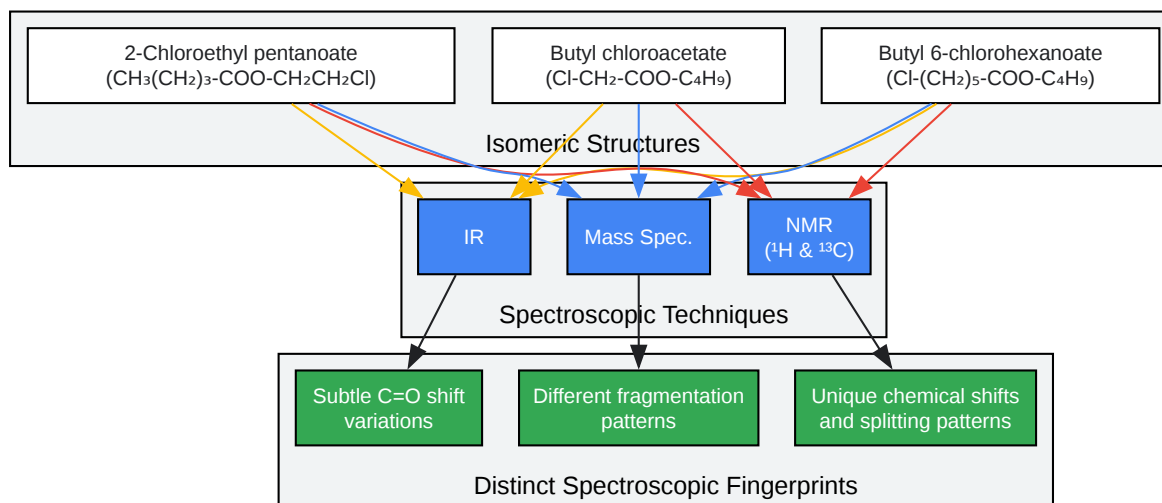 2-Chloroethyl pentanoate
(CH₃(CH₂)₃-COO-CH₂CH₂Cl)
Butyl chloroacetate
(Cl-CH₂-COO-C₄H₉)
Butyl 6-chlorohexanoate
(Cl-(CH₂)₅-COO-C₄H₉)
Isomeric Structures
IR
Mass Spec.
NMR
(¹H & ¹³C)
Spectroscopic Techniques
Subtle C=O shift
variations
Different fragmentation
patterns
Unique chemical shifts
and splitting patterns
Distinct Spectroscopic Fingerprints